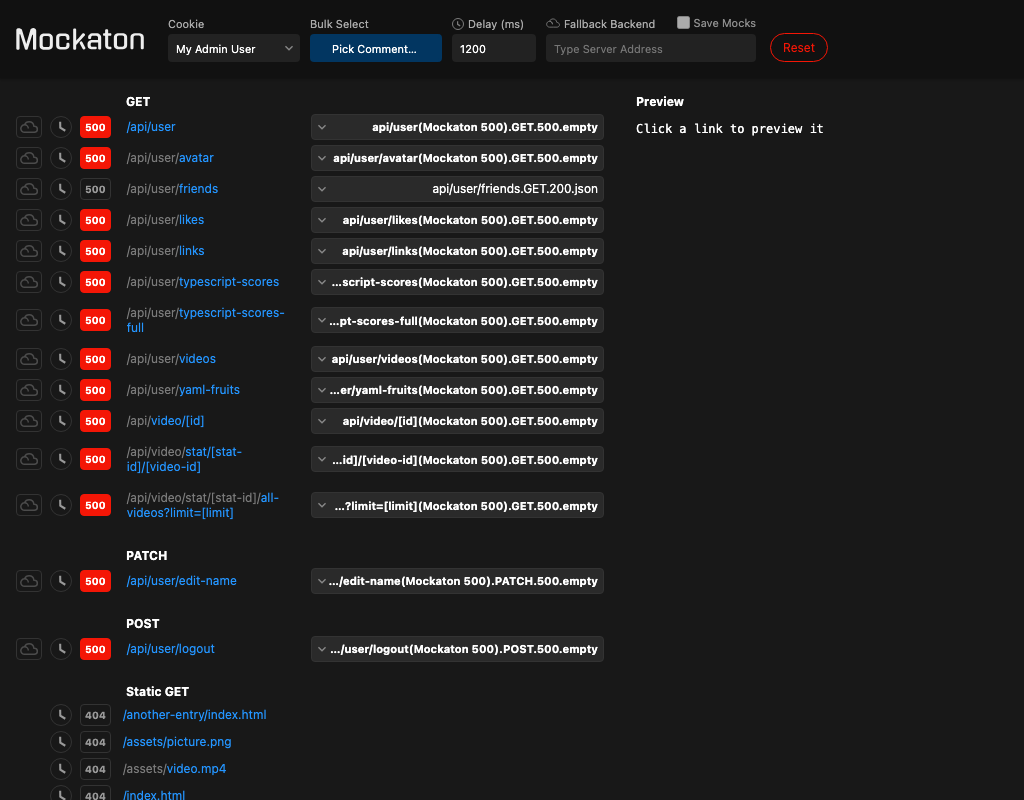 Mockaton
Cookie
My Admin User
Bulk Select
Pick Comment…
Delay (ms)
1200
Fallback Backend
Save Mocks
Type Server Address
Reset
GET
500 /api/user api/user(Mockaton 500).GET.500.empty
500 /api/user/avatar api/user/avatar(Mockaton 500).GET.500.empty
500 /api/user/friends api/user/friends.GET.200.json
500 /api/user/likes api/user/likes(Mockaton 500).GET.500.empty
500 /api/user/links api/user/links(Mockaton 500).GET.500.empty
500 /api/user/typescript-scores …script-scores(Mockaton 500).GET.500.empty
500 /api/user/typescript-scores-
full …pt-scores-full(Mockaton 500).GET.500.empty
500 /api/user/videos api/user/videos(Mockaton 500).GET.500.empty
500 /api/user/yaml-fruits …er/yaml-fruits(Mockaton 500).GET.500.empty
500 /api/video/[id] api/video/[id](Mockaton 500).GET.500.empty
500 /api/video/stat/[stat-
id]/[video-id] …id]/[video-id](Mockaton 500).GET.500.empty
500 /api/video/stat/[stat-id]/all-
videos?limit=[limit] …?limit=[limit](Mockaton 500).GET.500.empty
PATCH
500 /api/user/edit-name …/edit-name(Mockaton 500).PATCH.500.empty
POST
500 /api/user/logout …/user/logout(Mockaton 500).POST.500.empty
Static GET
404 /another-entry/index.html
404 /assets/picture.png
404 /assets/video.mp4
404 /index.html
Preview
Click a link to preview it